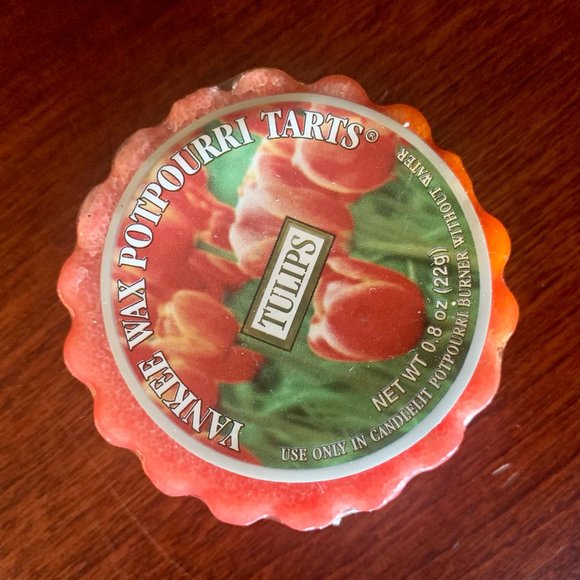 YANKEE WAX POTPOURRI TARTS®
TULIPS
NET WT 0.8 oz (22g)
USE ONLY IN CANDLELIT POTPOURRI BURNER WITHOUT WATER